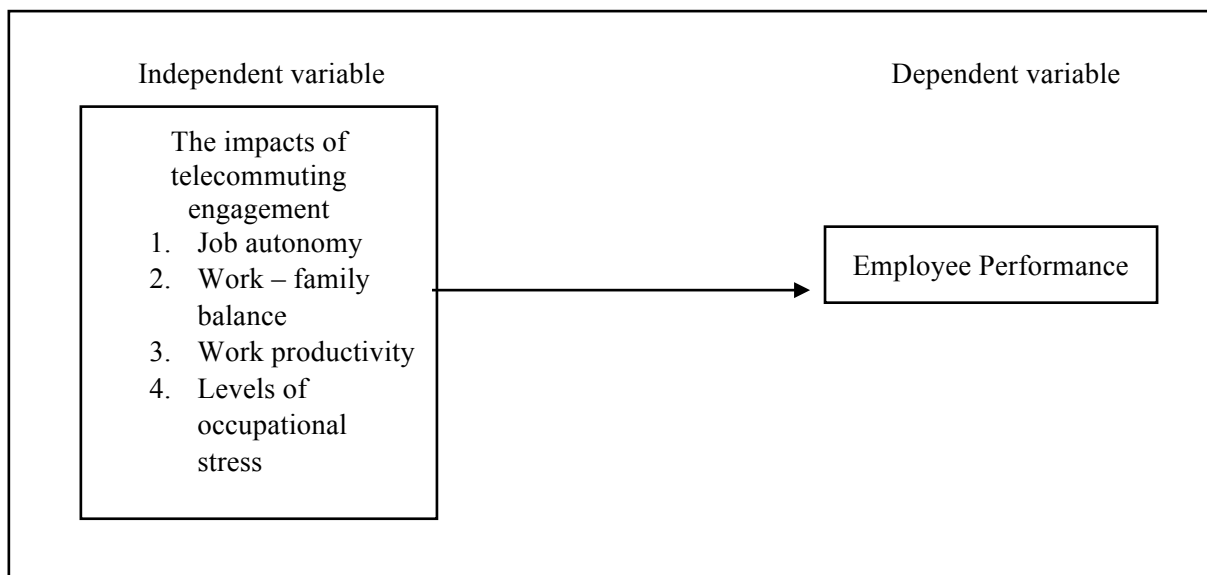 Independent variable
Dependent variable
The impacts of
telecommuting
engagement
1. Job autonomy
2. Work – family
balance
3. Work productivity
4. Levels of
occupational
stress
Employee Performance